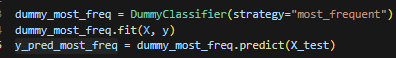 dummy_most_freq = DummyClassifier(strategy="most_frequent")
dummy_most_freq.fit(X, y)
y_pred_most_freq = dummy_most_freq.predict(X_test)